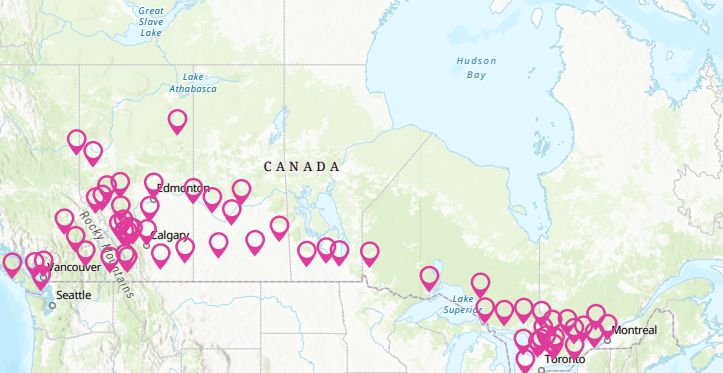 Great
Slave
Lake
Hudson
Bay
Lake
Athabasca
CANADA
Edmonton
Calgary
Rocky Mountains
Vancouver
Seattle
Lake
Superior
Montreal
Toronto